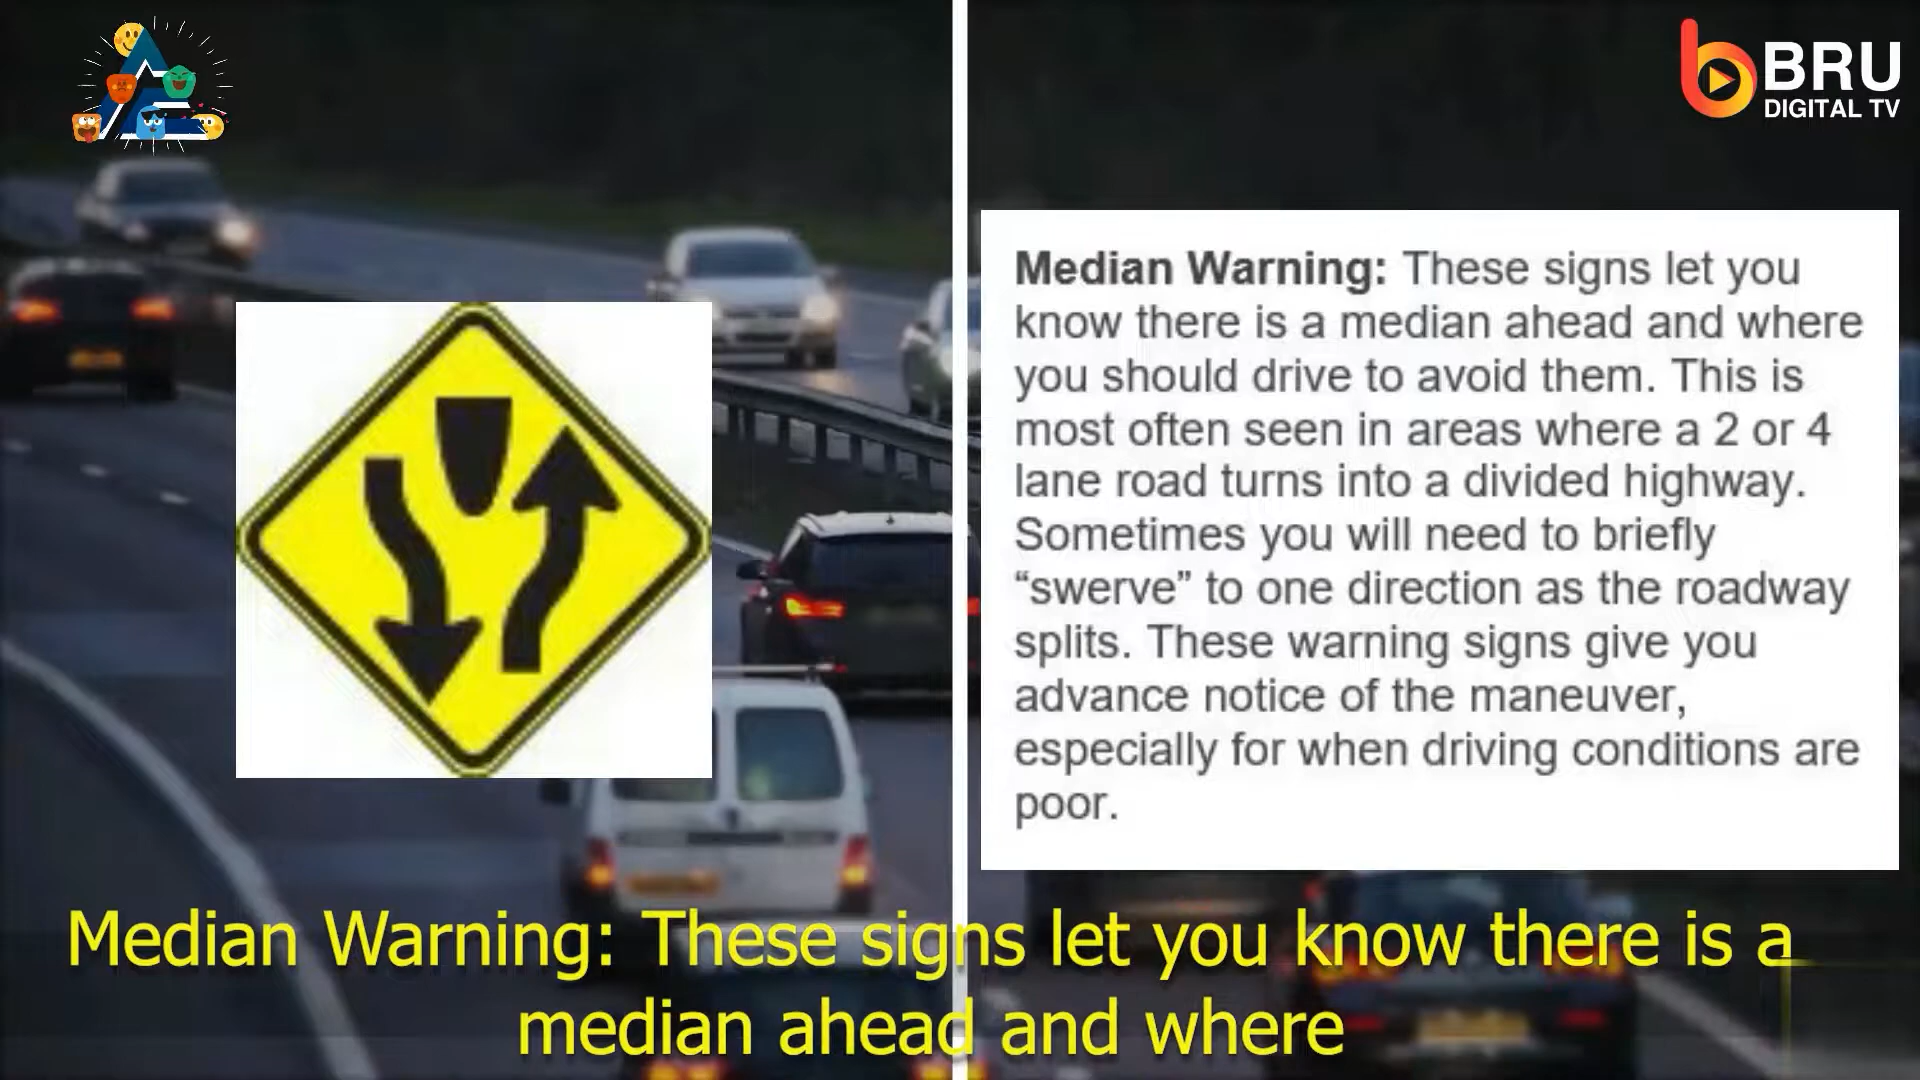 BRU
DIGITAL TV
Median Warning: These signs let you
know there is a median ahead and where
you should drive to avoid them. This is
most often seen in areas where a 2 or 4
lane road turns into a divided highway.
Sometimes you will need to briefly
“swerve” to one direction as the roadway
splits. These warning signs give you
advance notice of the maneuver,
especially for when driving conditions are
poor.
Median Warning: These signs let you know there is a
median ahead and where